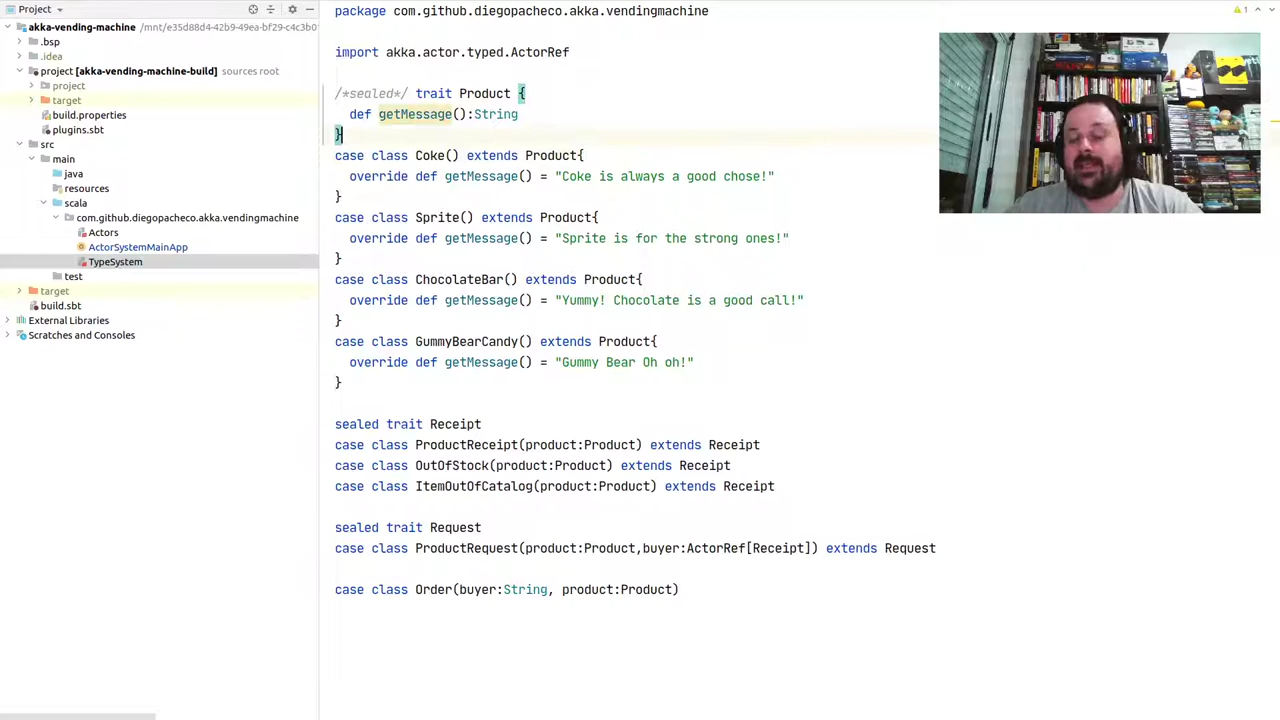 Project
akka-vending-machine /mnt/e35d88d4-42b9-49ea-bf29-c4c3b01
.bsp
.idea
project [akka-vending-machine-build] sources root
project
target
build.properties
plugins.sbt
src
main
java
resources
scala
com.github.diegopacheco.akka.vendingmachine
Actors
ActorSystemMainApp
TypeSystem
test
target
build.sbt
External Libraries
Scratches and Consoles
package com.github.diegopacheco.akka.vendingmachine
1
import akka.actor.typed.ActorRef
/*sealed*/ trait Product {
def getMessage():String
}
case class Coke() extends Product{
override def getMessage() = "Coke is always a good chose!"
}
case class Sprite() extends Product{
override def getMessage() = "Sprite is for the strong ones!"
}
case class ChocolateBar() extends Product{
override def getMessage() = "Yummy! Chocolate is a good call!"
}
case class GummyBearCandy() extends Product{
override def getMessage() = "Gummy Bear Oh oh!"
}
sealed trait Receipt
case class ProductReceipt(product:Product) extends Receipt
case class OutOfStock(product:Product) extends Receipt
case class ItemOutOfCatalog(product:Product) extends Receipt
sealed trait Request
case class ProductRequest(product:Product,buyer:ActorRef[Receipt]) extends Request
case class Order(buyer:String, product:Product)